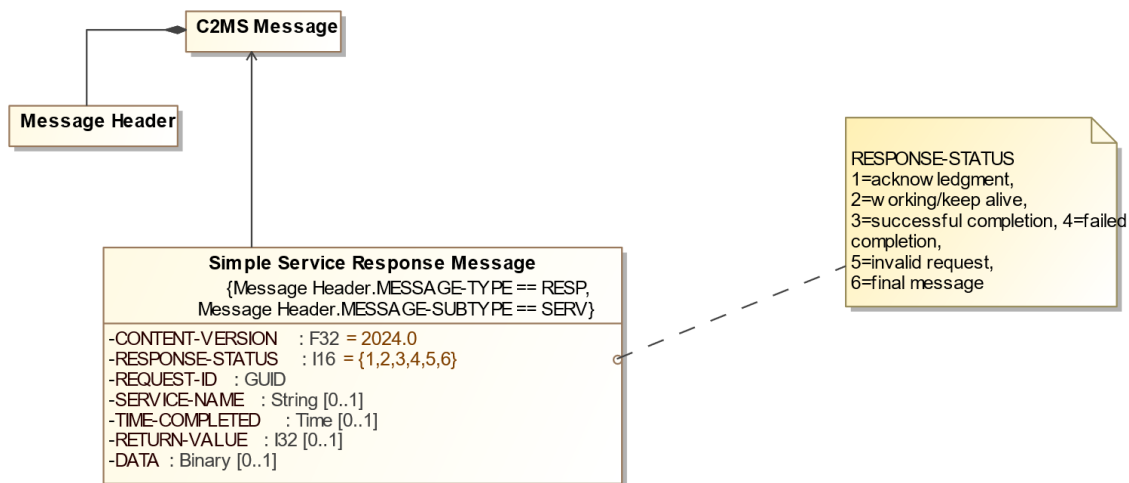 C2MS Message
Message Header
RESPONSE-STATUS
1=acknowledgment,
2=working/keep alive,
3=successful completion, 4=failed
completion,
5=invalid request,
6=final message
Simple Service Response Message
{Message Header.MESSAGE-TYPE == RESP,
Message Header.MESSAGE-SUBTYPE == SERV}
-CONTENT-VERSION : F32 = 2024.0
-RESPONSE-STATUS : I16 = {1,2,3,4,5,6}
-REQUEST-ID : GUID
-SERVICE-NAME : String [0..1]
-TIME-COMPLETED : Time [0..1]
-RETURN-VALUE : I32 [0..1]
-DATA : Binary [0..1]